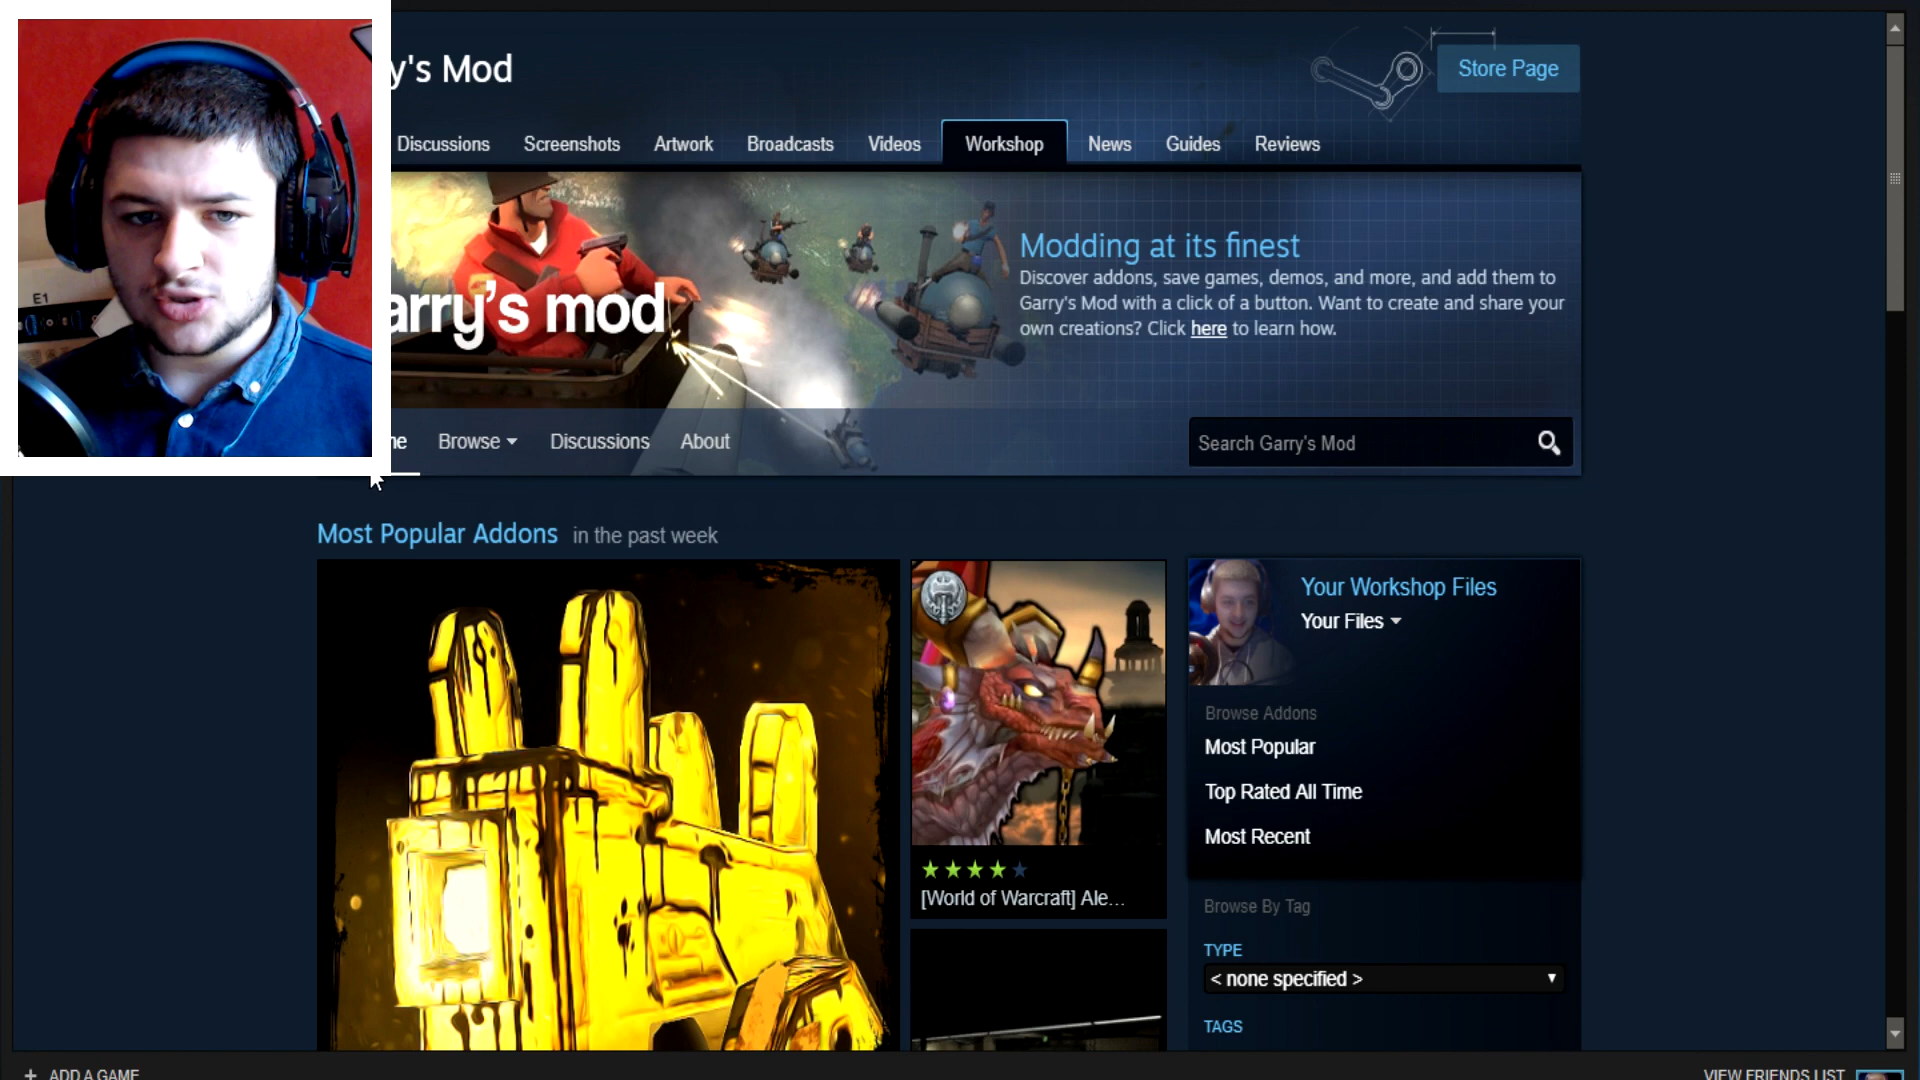 y's Mod
Store Page
Discussions Screenshots Artwork Broadcasts Videos Workshop News Guides Reviews
Modding at its finest
Discover addons, save games, demos, and more, and add them to
Garry's Mod with a click of a button. Want to create and share your
own creations? Click here to learn how.
arry's mod
E1
me Browse Discussions About
Search Garry's Mod
Most Popular Addons in the past week
Your Workshop Files
Your Files
Browse Addons
Most Popular
Top Rated All Time
Most Recent
[World of Warcraft] Ale...
Browse By Tag
TYPE
< none specified >
TAGS
+ ADD A GAME
VIEW FRIENDS LIST